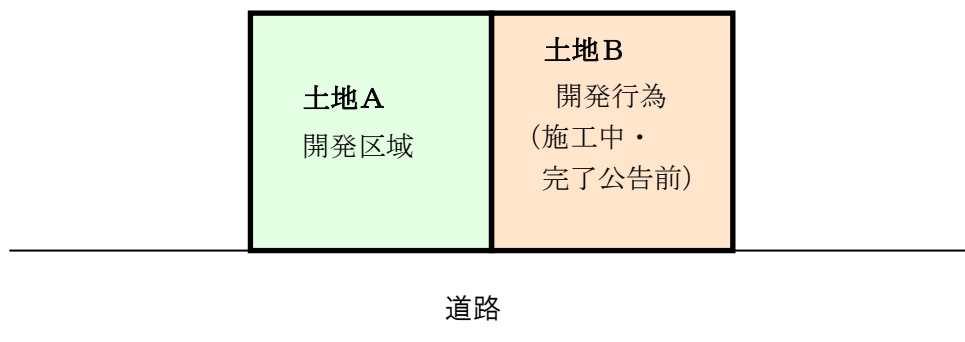 土地A
開発区域
土地B
開発行為
（施工中・
完了公告前）
道路